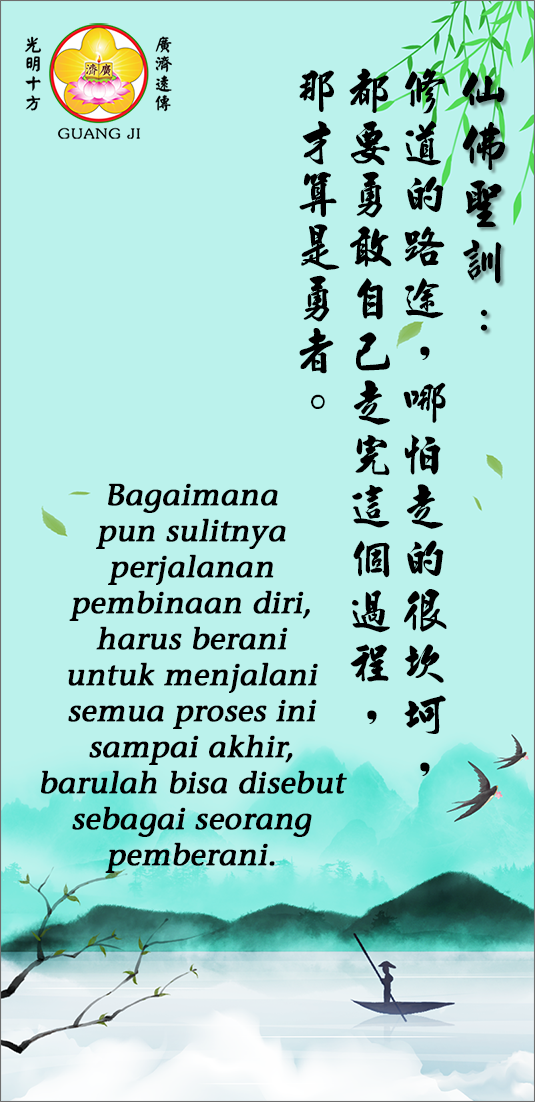 光明十方
廣濟遠傳
濟廣
GUANG JI
仙佛聖訓：
修道的路途，哪怕走的很坎坷，
都要勇敢自己走完這個過程，
那才算是勇者。
Bagaimana
pun sulitnya
perjalanan
pembinaan diri,
harus berani
untuk menjalani
semua proses ini
sampai akhir,
barulah bisa disebut
sebagai seorang
pemberani.